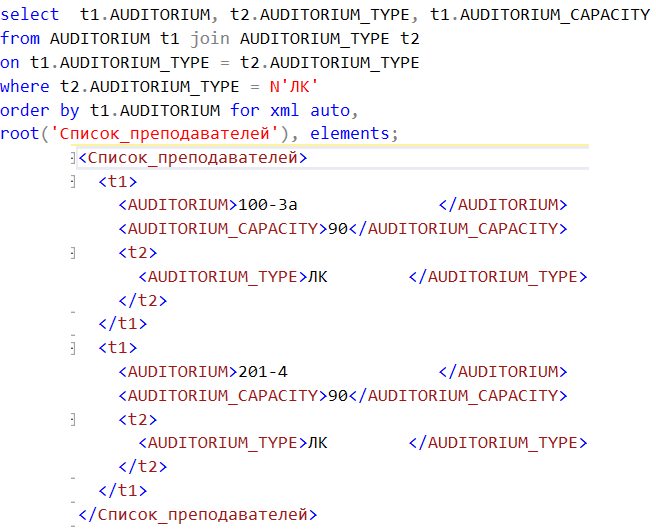 select  t1.AUDITORIUM, t2.AUDITORIUM_TYPE, t1.AUDITORIUM_CAPACITY
from AUDITORIUM t1 join AUDITORIUM_TYPE t2
on t1.AUDITORIUM_TYPE = t2.AUDITORIUM_TYPE
where t2.AUDITORIUM_TYPE = N'ЛК'
order by t1.AUDITORIUM for xml auto,
root('Список_преподавателей'), elements;
<Список_преподавателей>
<t1>
<AUDITORIUM>100-3а              </AUDITORIUM>
<AUDITORIUM_CAPACITY>90</AUDITORIUM_CAPACITY>
<t2>
<AUDITORIUM_TYPE>ЛК        </AUDITORIUM_TYPE>
</t2>
</t1>
<t1>
<AUDITORIUM>201-4               </AUDITORIUM>
<AUDITORIUM_CAPACITY>90</AUDITORIUM_CAPACITY>
<t2>
<AUDITORIUM_TYPE>ЛК        </AUDITORIUM_TYPE>
</t2>
</t1>
</Список_преподавателей>